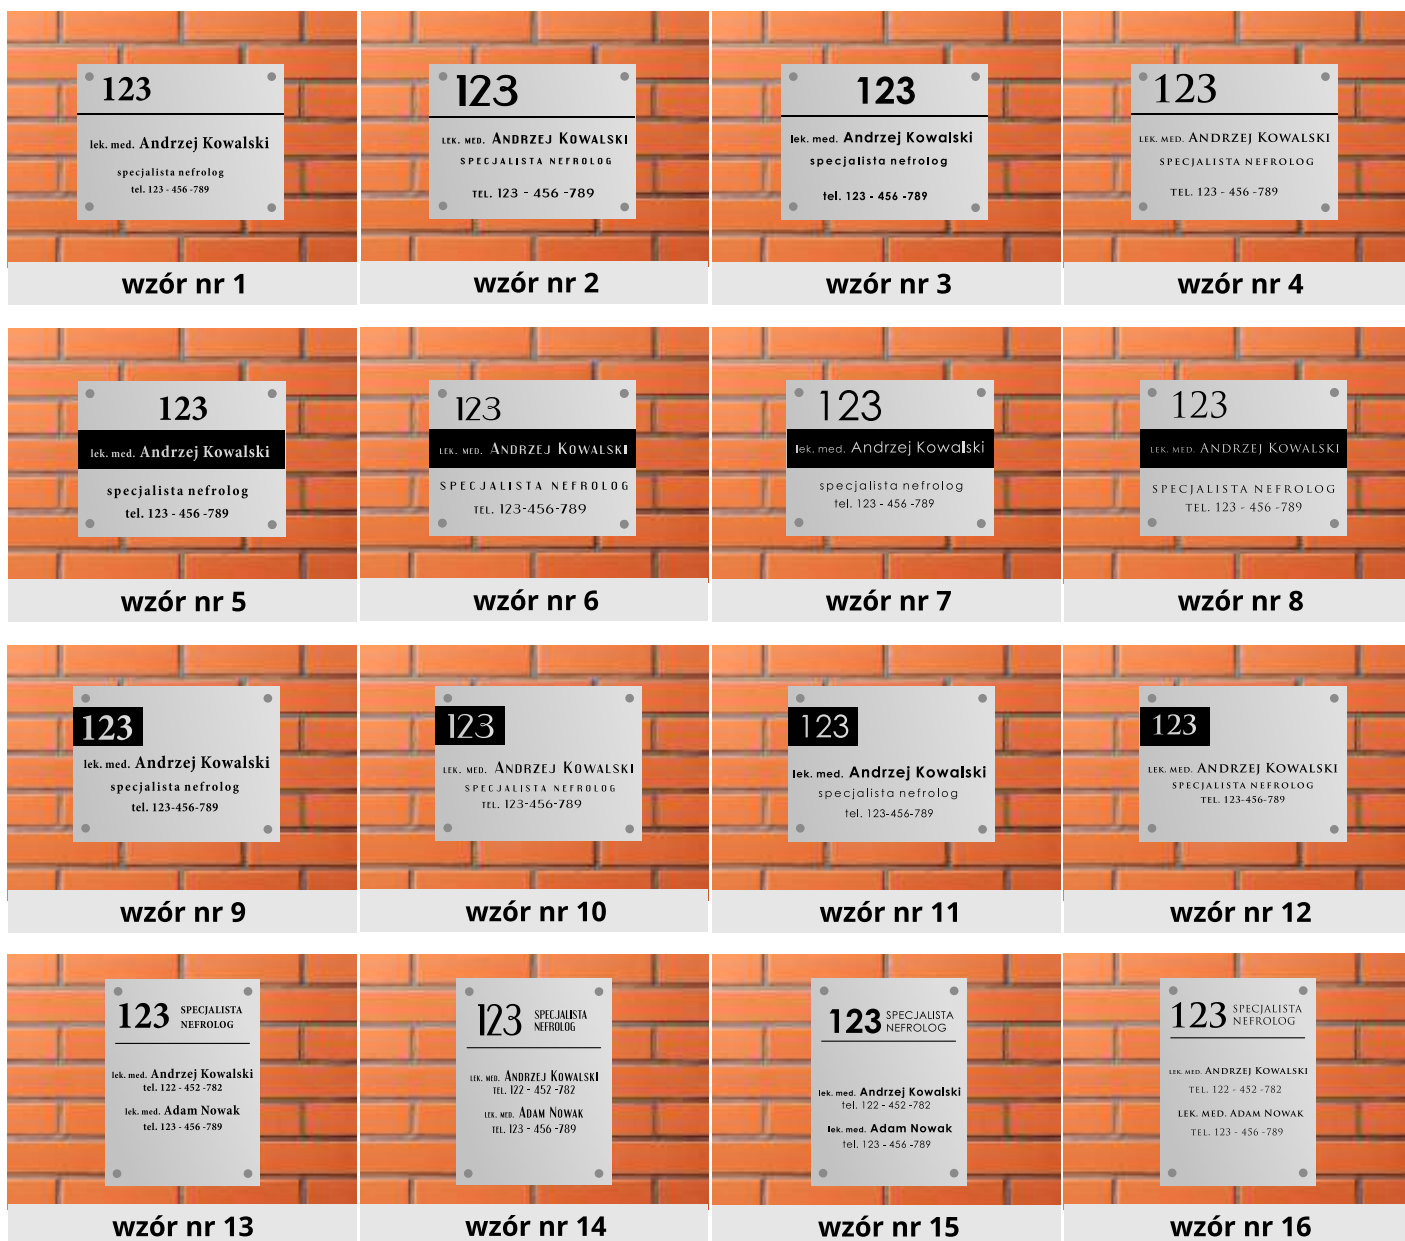 123
lek. med. Andrzej Kowalski
specjalista nefrolog
tel. 123 - 456 -789
wzór nr 1
123
LEK. MED. ANDRZEJ KOWALSKI
SPECJALISTA NEFROLOG
TEL. 123 - 456 -789
wzór nr 2
123
lek. med. Andrzej Kowalski
specjalista nefrolog
tel. 123 - 456 -789
wzór nr 3
123
LEK. MED. ANDRZEJ KOWALSKI
SPECJALISTA NEFROLOG
TEL. 123 - 456 -789
wzór nr 4
123
lek. med. Andrzej Kowalski
specjalista nefrolog
tel. 123 - 456 -789
wzór nr 5
123
LEK. MED. ANDRZEJ KOWALSKI
SPECJALISTA NEFROLOG
TEL. 123-456-789
wzór nr 6
123
lek. med. Andrzej Kowalski
specjalista nefrolog
tel. 123 - 456 -789
wzór nr 7
123
LEK. MED. ANDRZEJ KOWALSKI
SPECJALISTA NEFROLOG
TEL. 123 - 456 -789
wzór nr 8
123
lek. med. Andrzej Kowalski
specjalista nefrolog
tel. 123-456-789
wzór nr 9
123
LEK. MED. ANDRZEJ KOWALSKI
SPECJALISTA NEFROLOG
TEL. 123-456-789
wzór nr 10
123
lek. med. Andrzej Kowalski
specjalista nefrolog
tel. 123-456-789
wzór nr 11
123
LEK. MED. ANDRZEJ KOWALSKI
SPECJALISTA NEFROLOG
TEL. 123-456-789
wzór nr 12
123 SPECJALISTA
NEFROLOG
lek. med. Andrzej Kowalski
tel. 122 - 452 -782
lek. med. Adam Nowak
tel. 123 - 456 -789
wzór nr 13
123 SPECJALISTA
NEFROLOG
LEK. MED. ANDRZEJ KOWALSKI
TEL. 122 - 452 -782
LEK. MED. ADAM NOWAK
TEL. 123 - 456 -789
wzór nr 14
123 SPECJALISTA
NEFROLOG
lek. med. Andrzej Kowalski
tel. 122 - 452 -782
lek. med. Adam Nowak
tel. 123 - 456 -789
wzór nr 15
123 SPECJALISTA
NEFROLOG
LEK. MED. ANDRZEJ KOWALSKI
TEL. 122 - 452 -782
LEK. MED. ADAM NOWAK
TEL. 123 - 456 -789
wzór nr 16